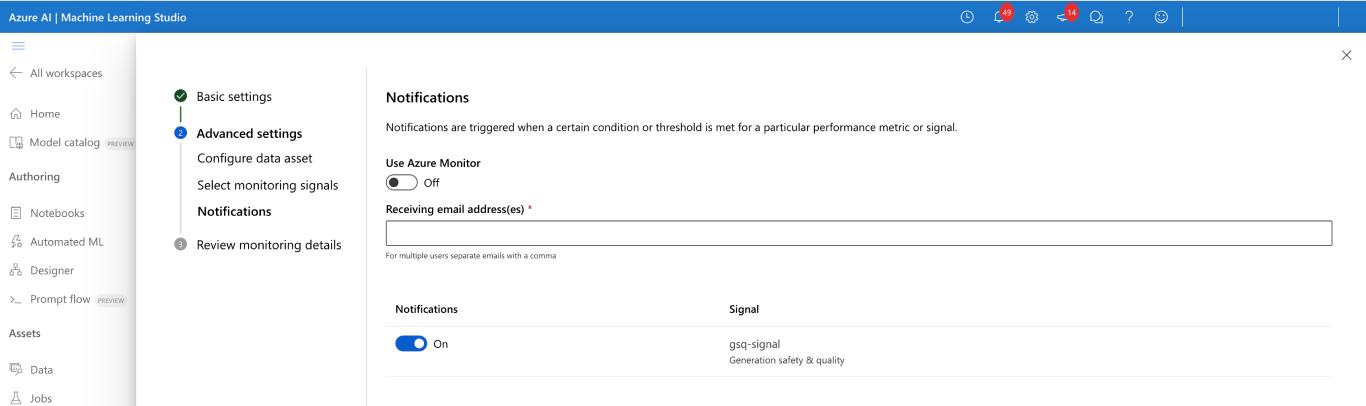 Azure AI | Machine Learning Studio
49
14
All workspaces
Home
Model catalog PREVIEW
Authoring
Notebooks
Automated ML
Designer
Prompt flow PREVIEW
Assets
Data
Jobs
Basic settings
2 Advanced settings
Configure data asset
Select monitoring signals
Notifications
3 Review monitoring details
Notifications
Notifications are triggered when a certain condition or threshold is met for a particular performance metric or signal.
Use Azure Monitor
Off
Receiving email address(es) *
For multiple users separate emails with a comma
Notifications Signal
On gsq-signal
Generation safety & quality